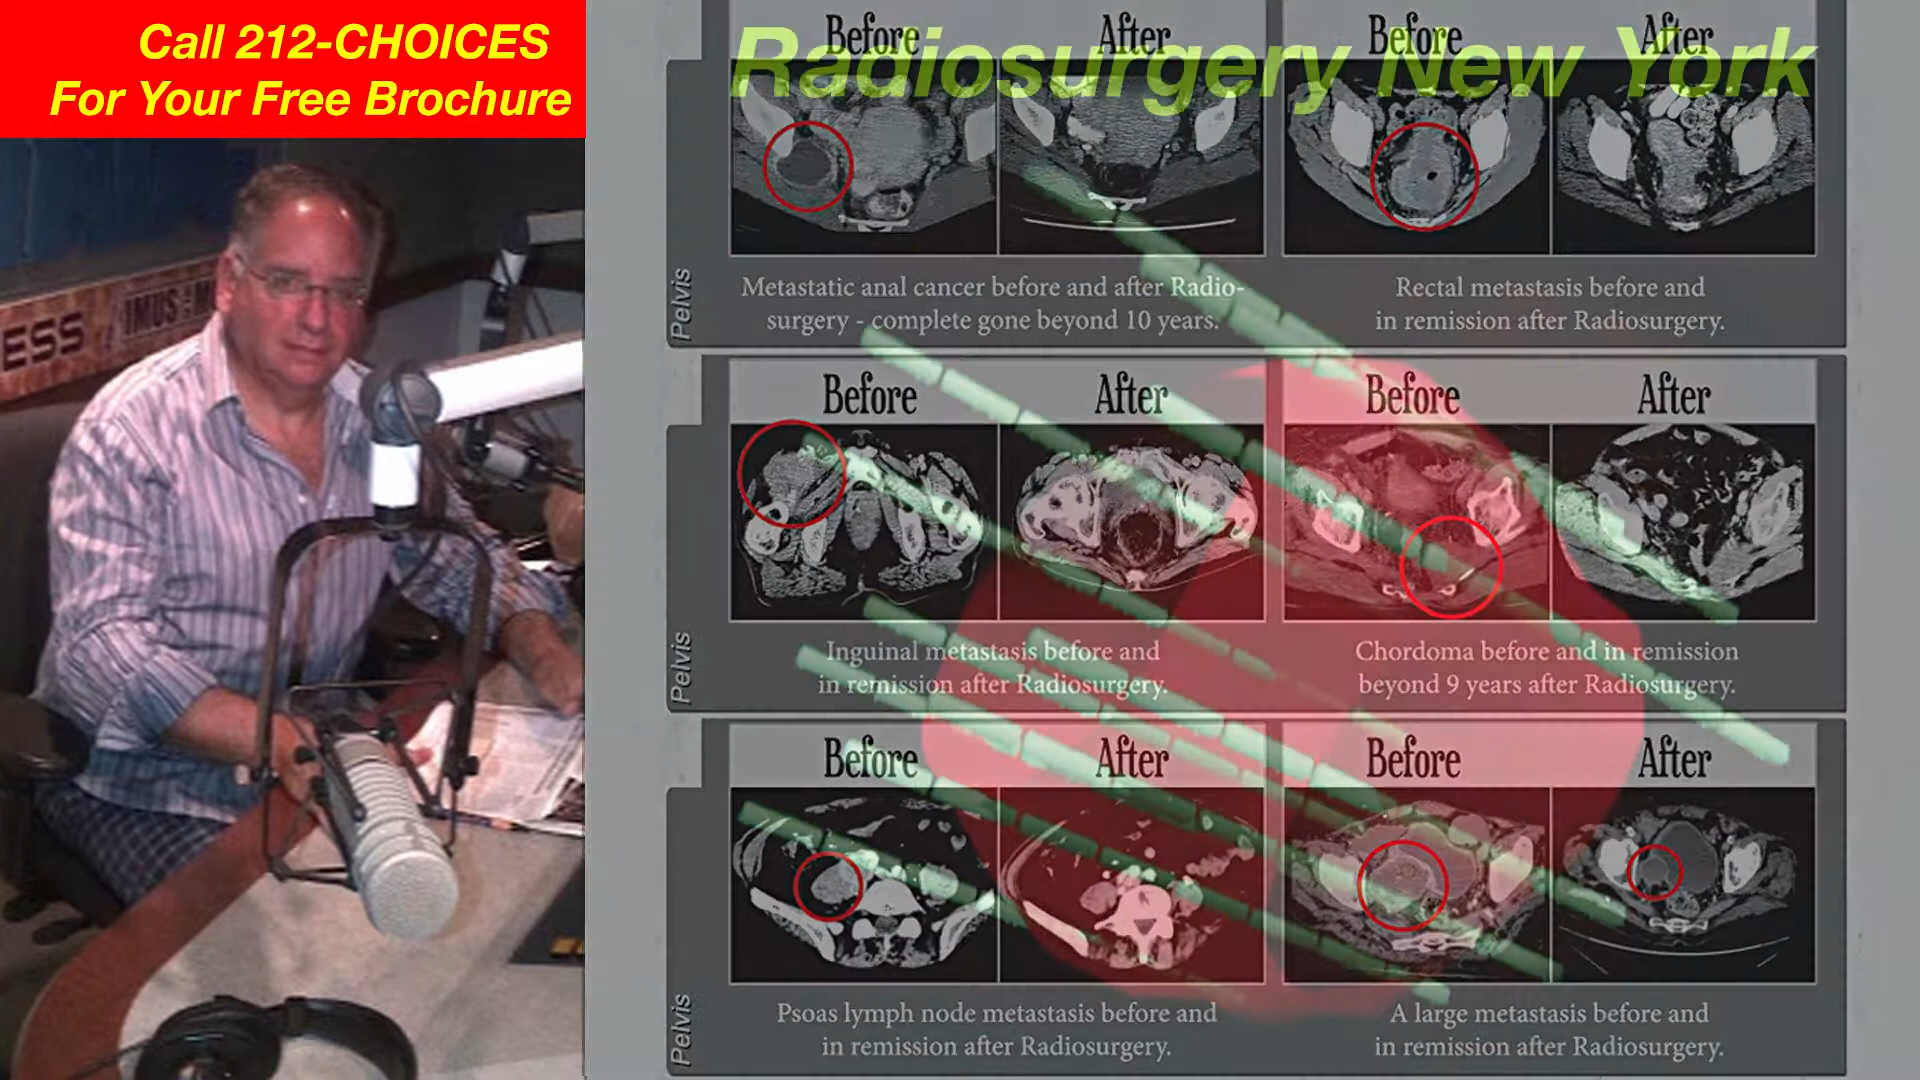 Call 212-CHOICES
For Your Free Brochure
Radiosurgery New York
ESS
IMUS
Before
After
Before
After
Pelvis
Metastatic anal cancer before and after Radio-
surgery - complete gone beyond 10 years.
Rectal metastasis before and
in remission after Radiosurgery.
Before
After
Before
After
Pelvis
Inguinal metastasis before and
in remission after Radiosurgery.
Chordoma before and in remission
beyond 9 years after Radiosurgery.
Before
After
Before
After
Pelvis
Psoas lymph node metastasis before and
in remission after Radiosurgery.
A large metastasis before and
in remission after Radiosurgery.